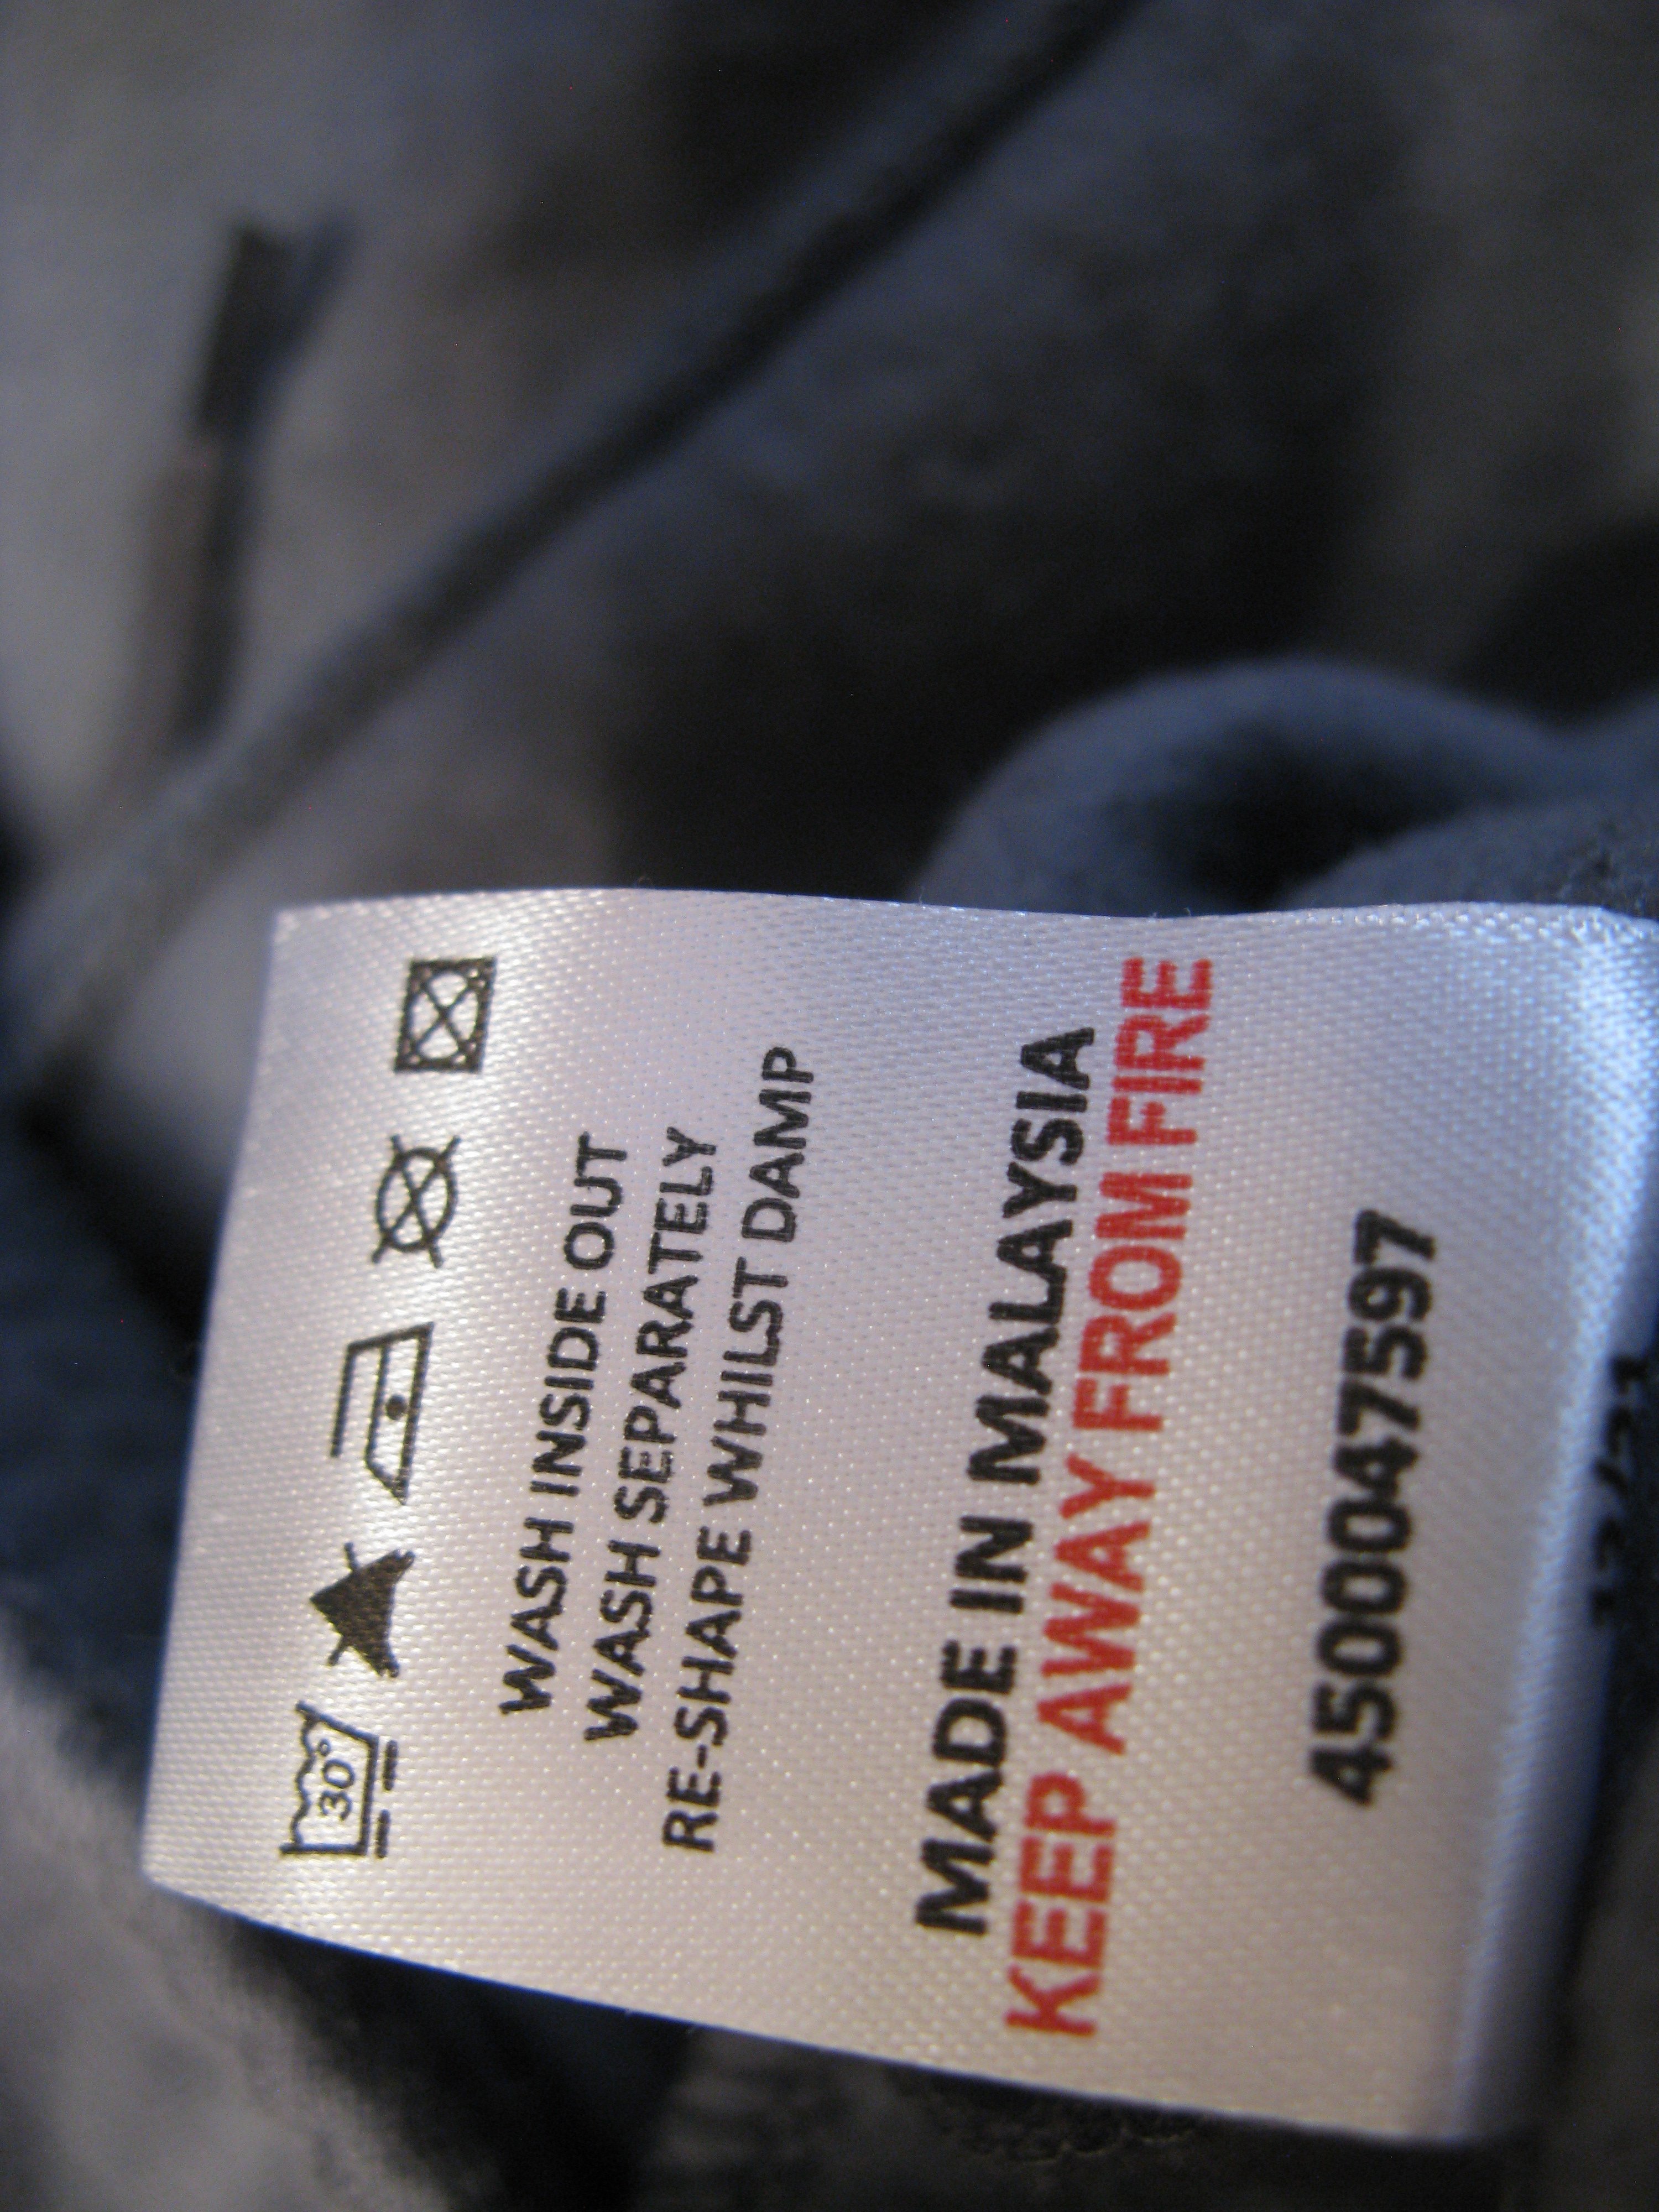 30°
WASH INSIDE OUT
WASH SEPARATELY
RE-SHAPE WHILST DAMP
MADE IN MALAYSIA
KEEP AWAY FROM FIRE
4500047597